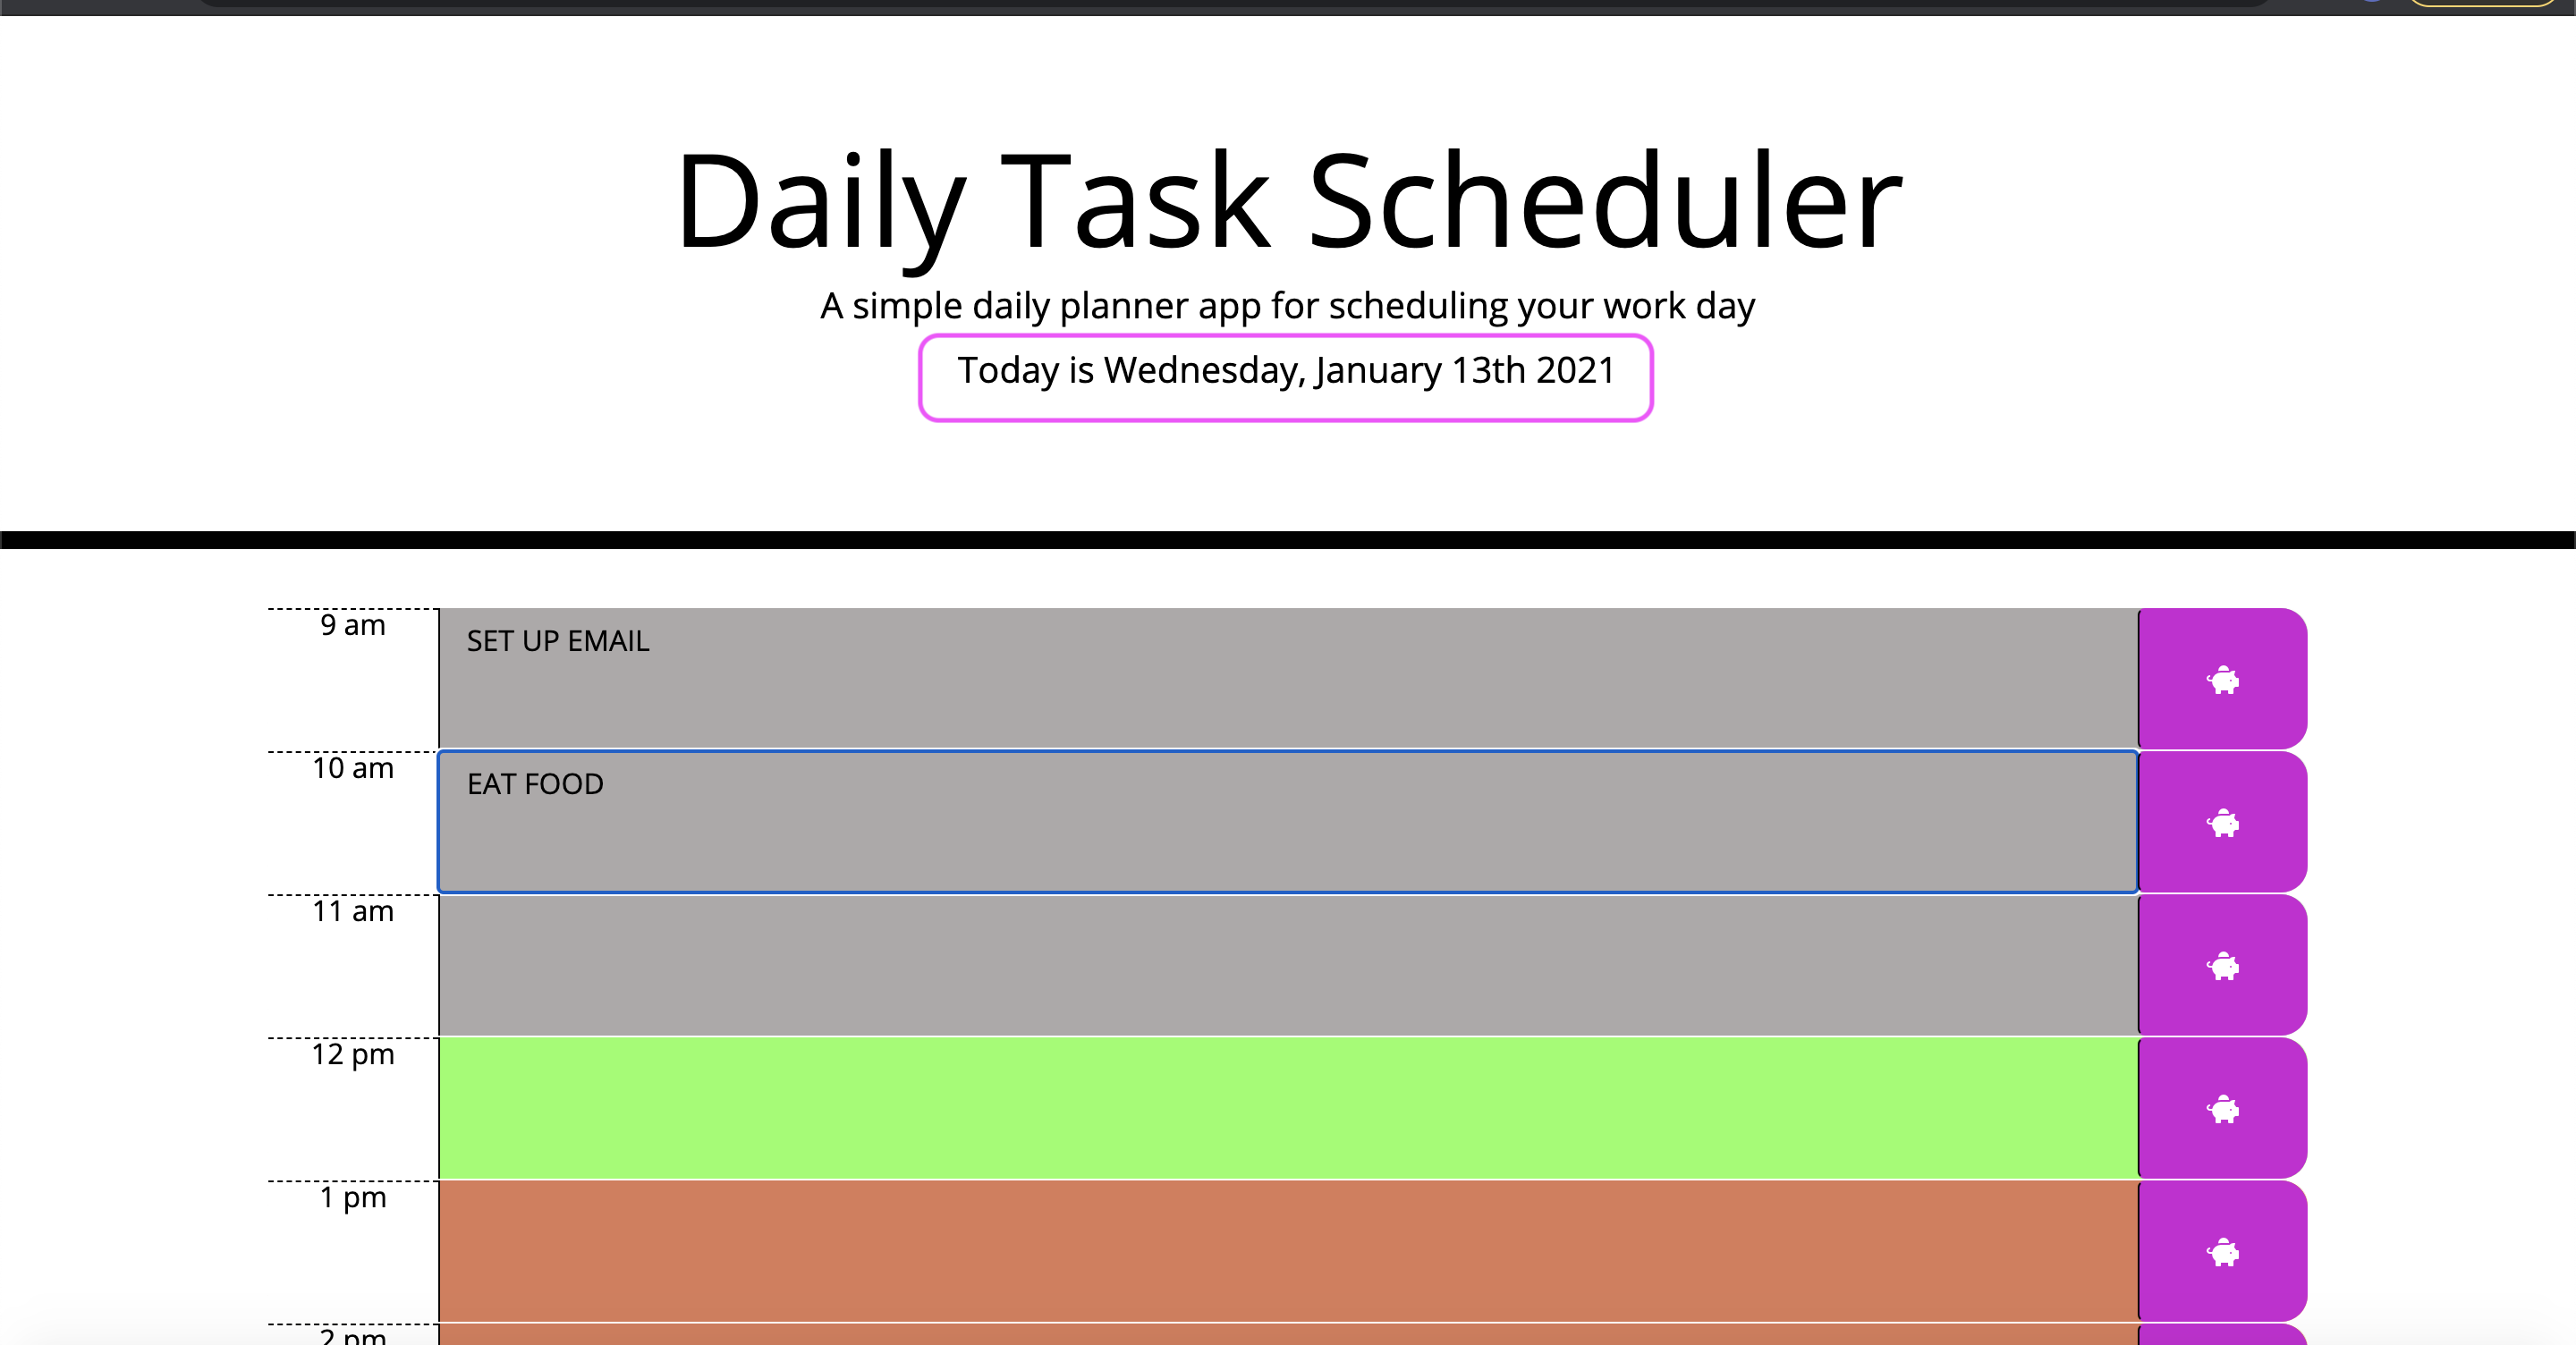 Daily Task Scheduler
A simple daily planner app for scheduling your work day
Today is Wednesday, January 13th 2021
9 am
SET UP EMAIL
10 am
EAT FOOD
11 am
12 pm
1 pm
2 pm